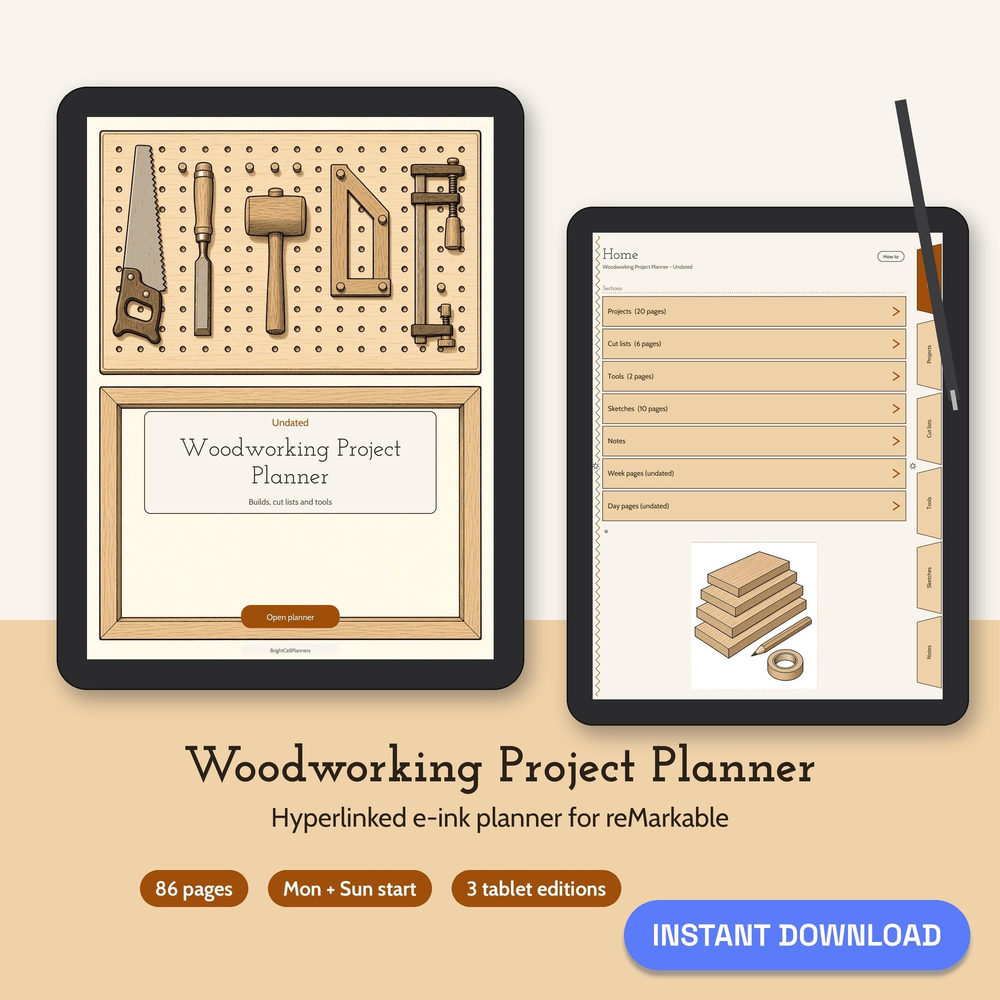 Undated
Woodworking Project
Planner
Builds, cut lists and tools
Open planner
BrightCellPlanners
Home
Woodworking Project Planner - Undated
How to
Sections
Projects (20 pages)
Cut lists (6 pages)
Tools (2 pages)
Sketches (10 pages)
Notes
Week pages (undated)
Day pages (undated)
Projects
Cut lists
Tools
Sketches
Notes
Woodworking Project Planner
Hyperlinked e-ink planner for reMarkable
86 pages
Mon + Sun start
3 tablet editions
INSTANT DOWNLOAD